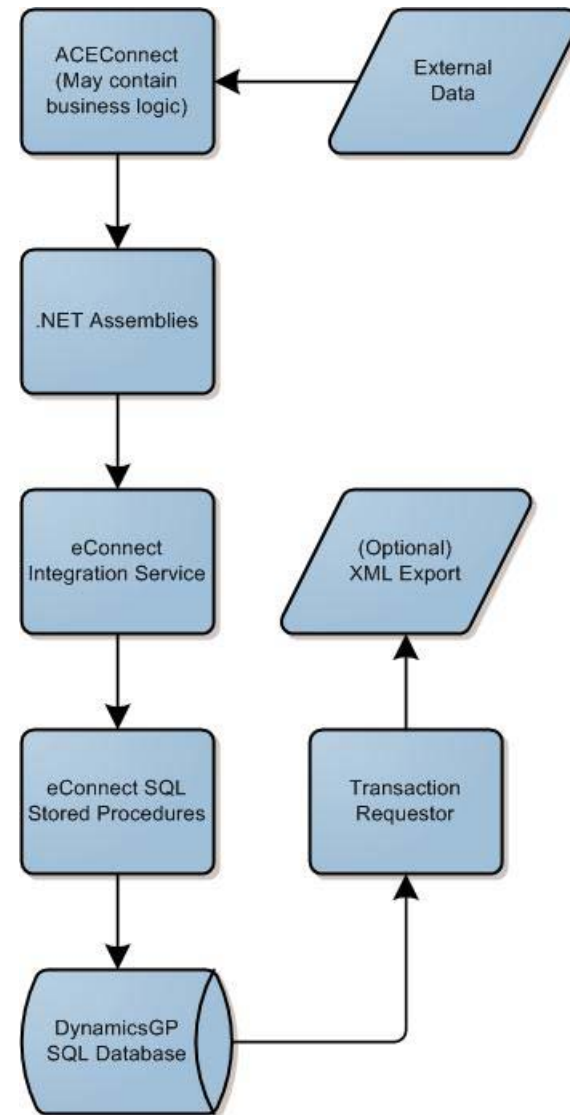 ACEConnect
(May contain
business logic)
External
Data
.NET Assemblies
eConnect
Integration Service
(Optional)
XML Export
eConnect SQL
Stored Procedures
Transaction
Requestor
DynamicsGP
SQL Database